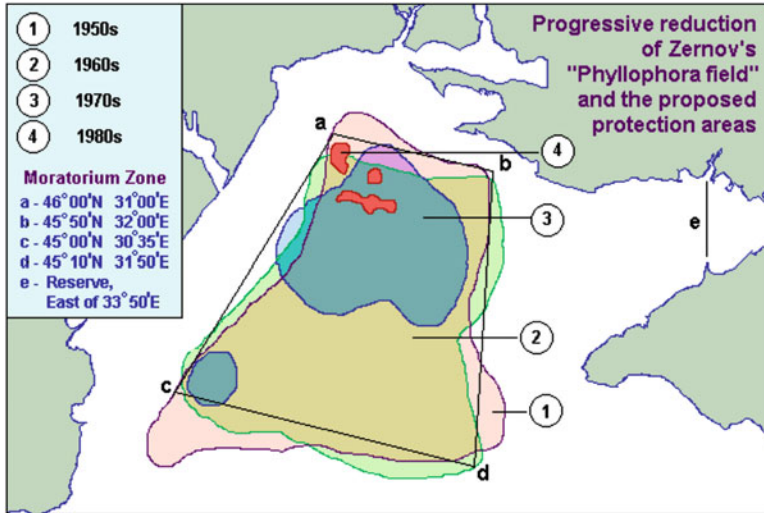 1 1950s
2 1960s
3 1970s
4 1980s
Moratorium Zone
a - 46°00'N 31°00'E
b - 45°50'N 32°00'E
c - 45°00'N 30°35'E
d - 45°10'N 31°50'E
e - Reserve,
East of 33°50'E
Progressive reduction
of Zernov's
"Phyllophora field"
and the proposed
protection areas
a
4
b
3
e
2
c
1
d